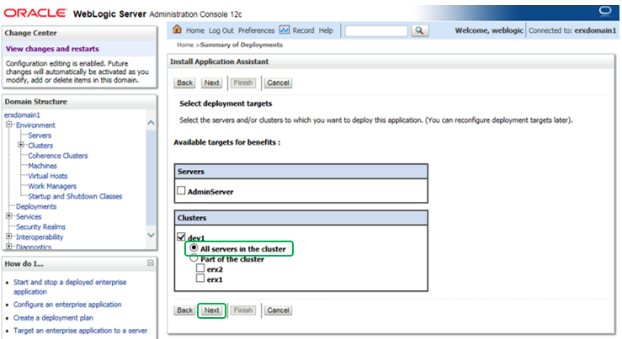 ORACLE® WebLogic Server Administration Console 12c
Change Center
View changes and restarts
Configuration editing is enabled. Future
changes will automatically be activated as you
modify, add or delete items in this domain.
Domain Structure
erxdomain1
Environment
Servers
Clusters
Coherence Clusters
Machines
Virtual Hosts
Work Managers
Startup and Shutdown Classes
Deployments
Services
Security Realms
Interoperability
Diagnostics
How do I...
Start and stop a deployed enterprise
application
Configure an enterprise application
Create a deployment plan
Target an enterprise application to a server
Home Log Out Preferences Record Help
Welcome, weblogic Connected to: erxdomain1
Home >Summary of Deployments
Install Application Assistant
Back Next Finish Cancel
Select deployment targets
Select the servers and/or clusters to which you want to deploy this application. (You can reconfigure deployment targets later).
Available targets for benefits :
Servers
AdminServer
Clusters
dev1
All servers in the cluster
Part of the cluster
erx2
erx1
Back Next Finish Cancel